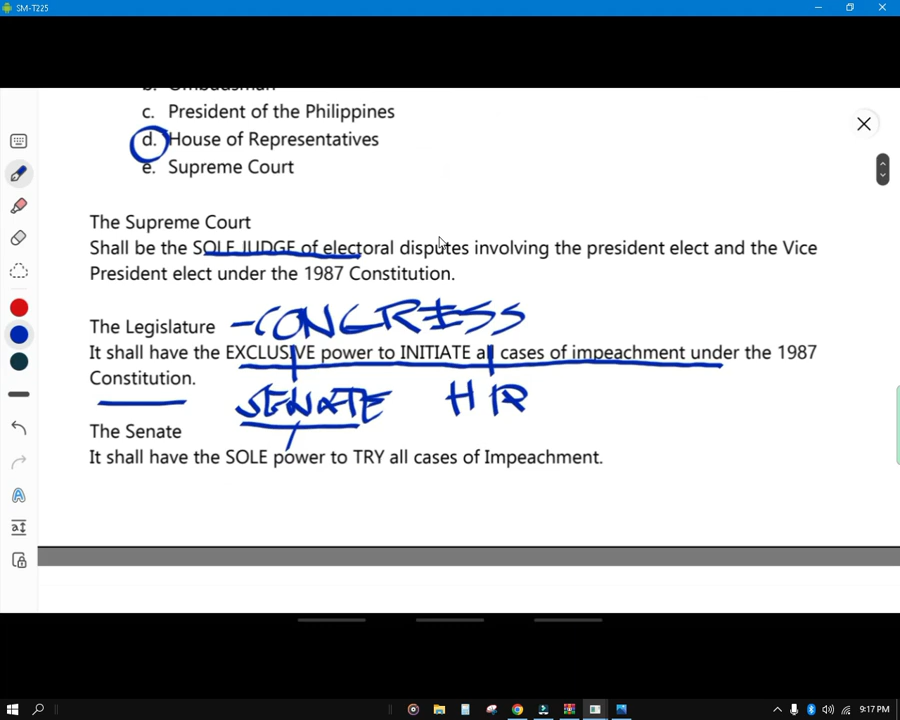 SM-T225
b. Ombudsman
c. President of the Philippines
d. House of Representatives
e. Supreme Court
The Supreme Court
Shall be the SOLE JUDGE of electoral disputes involving the president elect and the Vice
President elect under the 1987 Constitution.
The Legislature -CONGRESS
It shall have the EXCLUSIVE power to INITIATE all cases of impeachment under the 1987
Constitution.
SENATE HR
The Senate
It shall have the SOLE power to TRY all cases of Impeachment.
9:17 PM